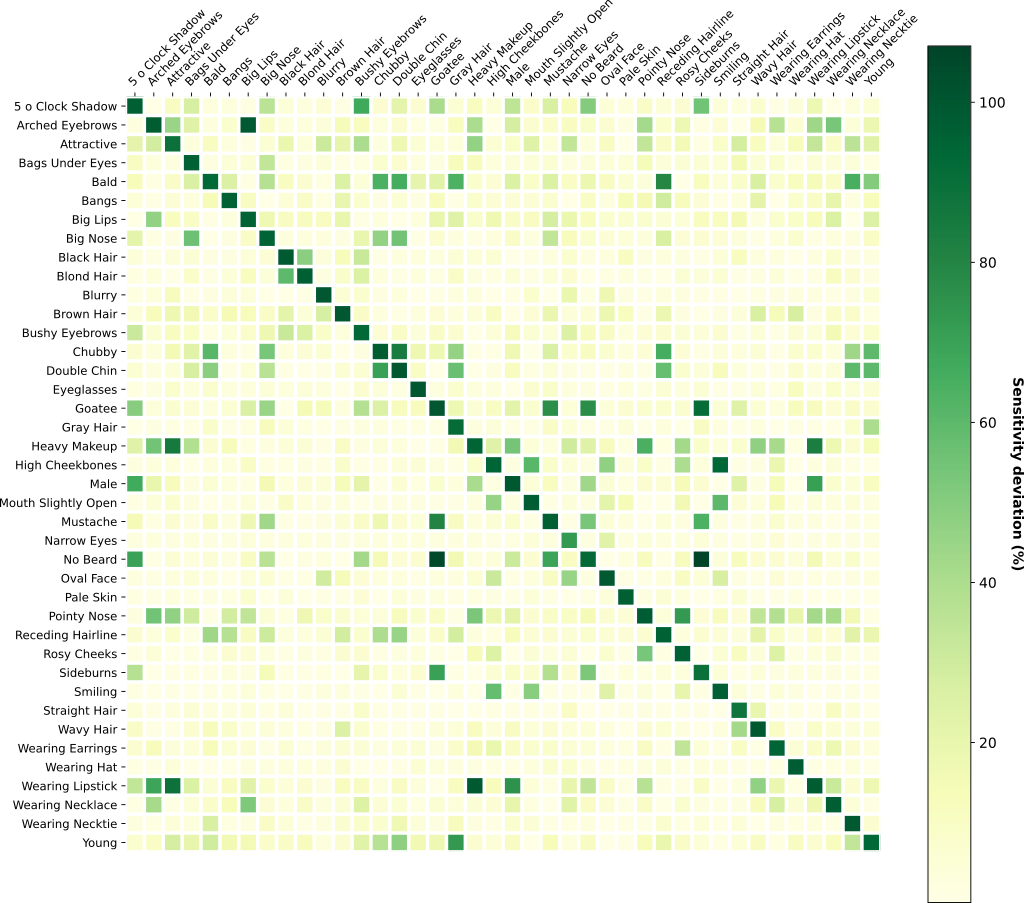 5 o Clock Shadow
Arched Eyebrows
Attractive
Bags Under Eyes
Bald
Bangs
Big Lips
Big Nose
Black Hair
Blond Hair
Blurry
Brown Hair
Bushy Eyebrows
Chubby
Double Chin
Eyeglasses
Goatee
Gray Hair
Heavy Makeup
High Cheekbones
Male
Mouth Slightly Open
Mustache
Narrow Eyes
No Beard
Oval Face
Pale Skin
Pointy Nose
Receding Hairline
Rosy Cheeks
Sideburns
Smiling
Straight Hair
Wavy Hair
Wearing Earrings
Wearing Hat
Wearing Lipstick
Wearing Necklace
Wearing Necktie
Young
5 o Clock Shadow
Arched Eyebrows
Attractive
Bags Under Eyes
Bald
Bangs
Big Lips
Big Nose
Black Hair
Blond Hair
Blurry
Brown Hair
Bushy Eyebrows
Chubby
Double Chin
Eyeglasses
Goatee
Gray Hair
Heavy Makeup
High Cheekbones
Male
Mouth Slightly Open
Mustache
Narrow Eyes
No Beard
Oval Face
Pale Skin
Pointy Nose
Receding Hairline
Rosy Cheeks
Sideburns
Smiling
Straight Hair
Wavy Hair
Wearing Earrings
Wearing Hat
Wearing Lipstick
Wearing Necklace
Wearing Necktie
Young
100
80
60
40
20
Sensitivity deviation (%)